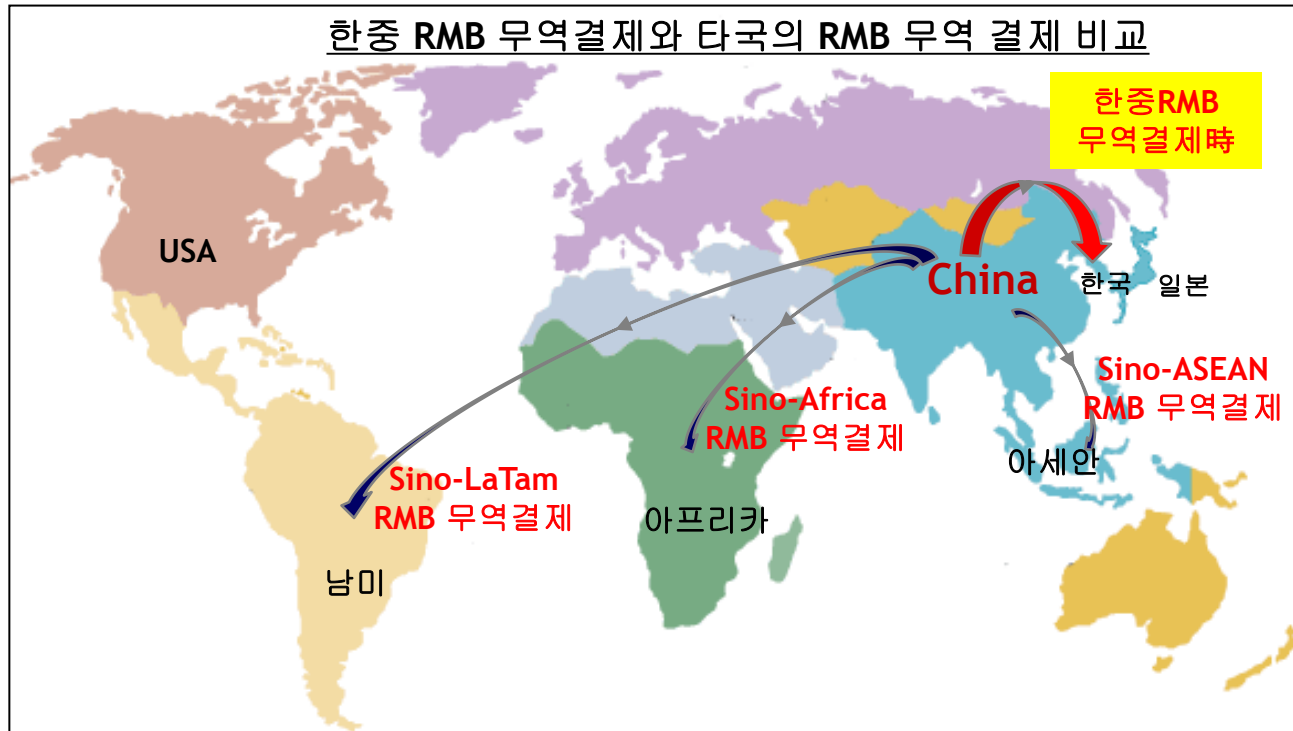 한중 RMB 무역결제와 타국의 RMB 무역 결제 비교
한중RMB
무역결제時
USA
China
한국 일본
Sino-ASEAN
RMB 무역결제
Sino-Africa
RMB 무역결제
아세안
Sino-LaTam
RMB 무역결제
아프리카
남미